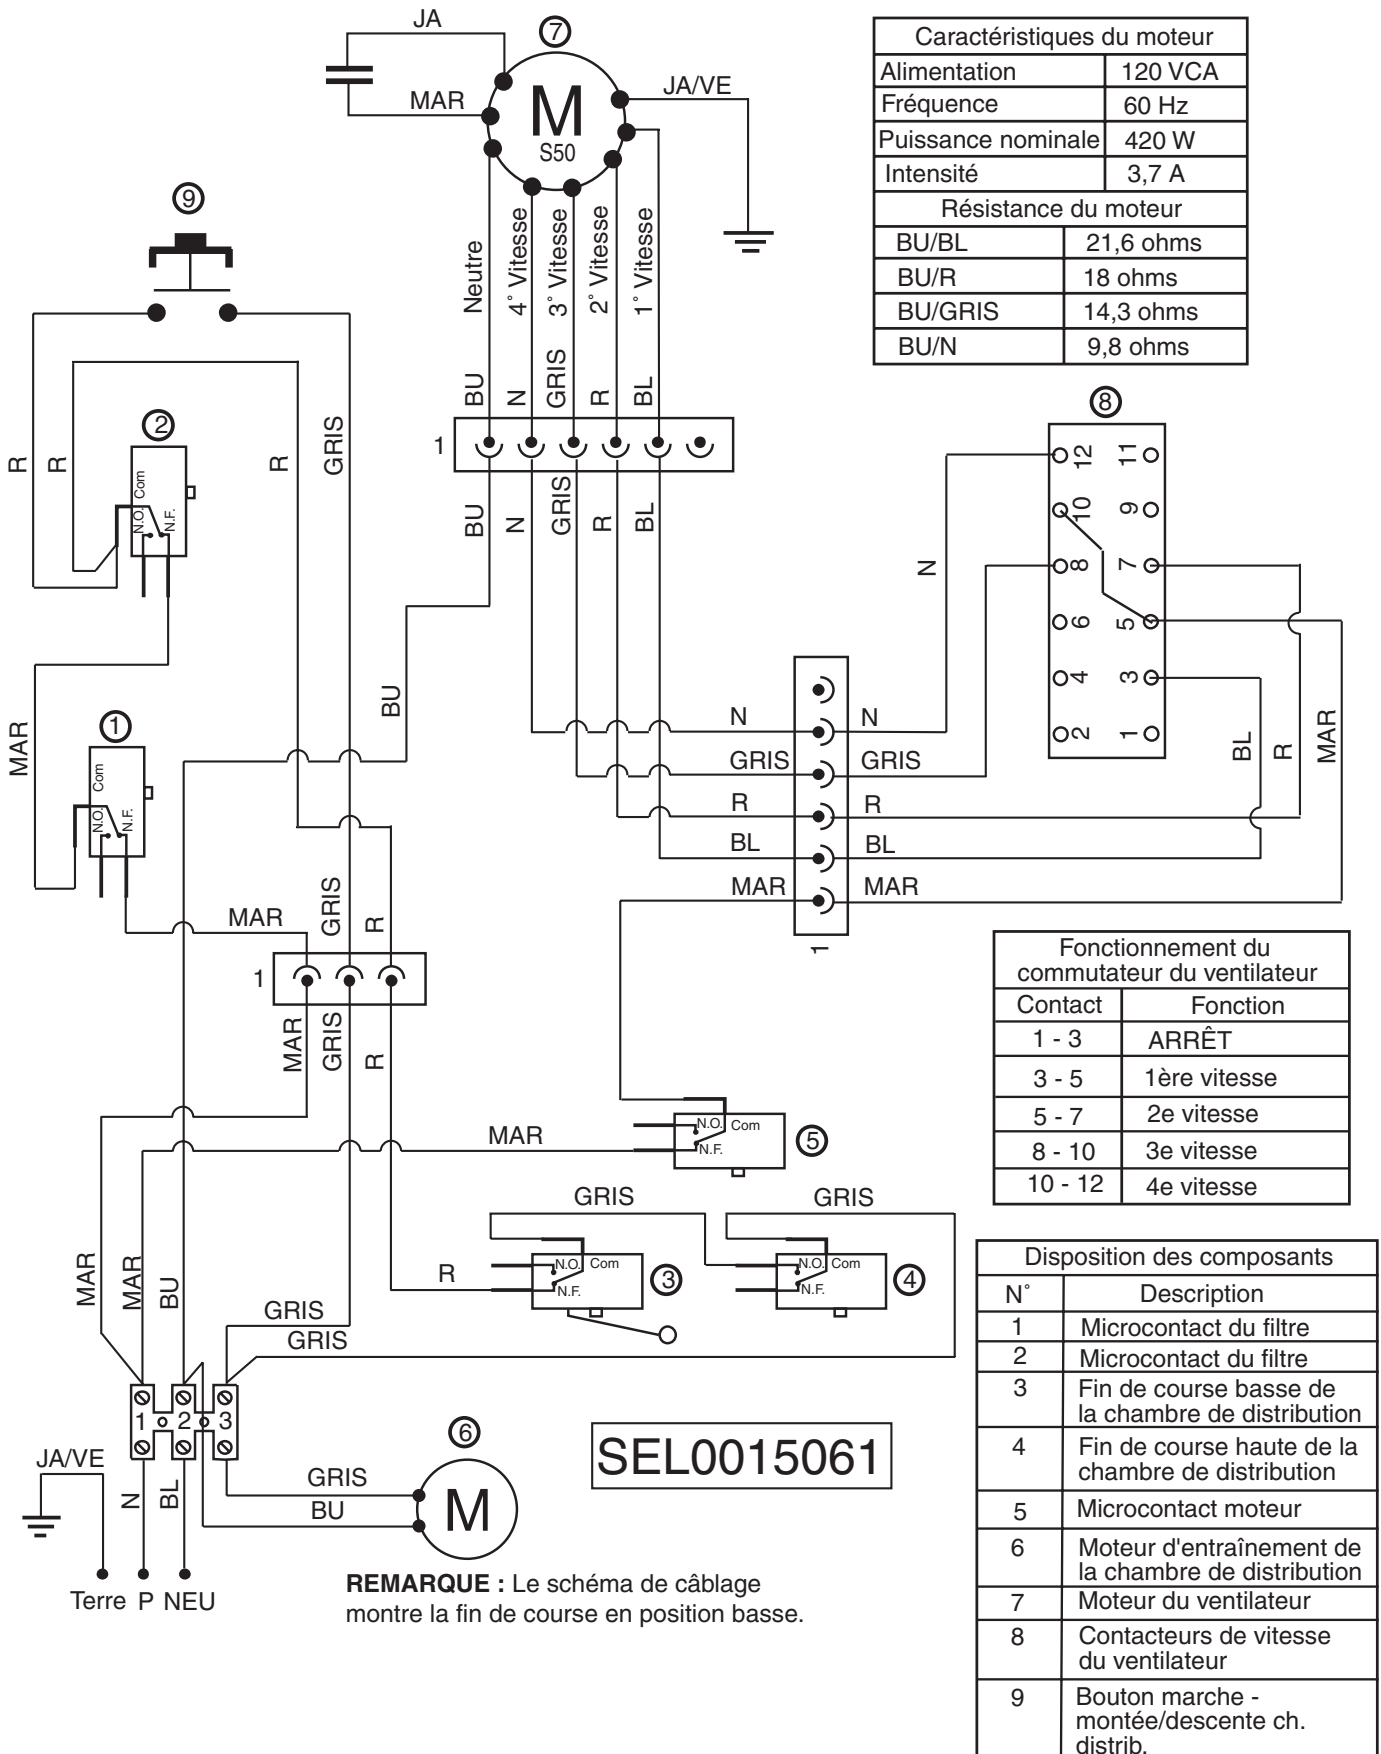 JA
7
MAR
JA/VE
M
S50
Caractéristiques du moteur
Alimentation 120 VCA
Fréquence 60 Hz
Puissance nominale 420 W
Intensité 3,7 A
Résistance du moteur
BU/BL 21,6 ohms
BU/R 18 ohms
BU/GRIS 14,3 ohms
BU/N 9,8 ohms
9
Neutre
4° Vitesse
3° Vitesse
2° Vitesse
1° Vitesse
BU
N
GRIS
R
BL
1
BU
N
GRIS
R
BL
R
R
R
GRIS
2
Com
N.O.
N.F.
MAR
1
Com
N.O.
N.F.
BU
8
12 11
10 9
8 7
6 5
4 3
2 1
N
BL
R
MAR
N N
GRIS GRIS
R R
BL BL
MAR MAR
1
MAR
GRIS
R
1
MAR
GRIS
R
Fonctionnement du
commutateur du ventilateur
Contact Fonction
1 - 3 ARRÊT
3 - 5 1ère vitesse
5 - 7 2e vitesse
8 - 10 3e vitesse
10 - 12 4e vitesse
MAR
N.O. Com
N.F.
5
GRIS
GRIS
R
N.O. Com
N.F.
3
N.O. Com
N.F.
4
MAR
MAR
BU
GRIS
GRIS
1 2 3
JA/VE
N
BL
GRIS
BU
6
M
SEL0015061
Terre P NEU
REMARQUE : Le schéma de câblage
montre la fin de course en position basse.
Disposition des composants
N° Description
1 Microcontact du filtre
2 Microcontact du filtre
3 Fin de course basse de
la chambre de distribution
4 Fin de course haute de la
chambre de distribution
5 Microcontact moteur
6 Moteur d'entraînement de
la chambre de distribution
7 Moteur du ventilateur
8 Contacteurs de vitesse
du ventilateur
9 Bouton marche -
montée/descente ch.
distrib.